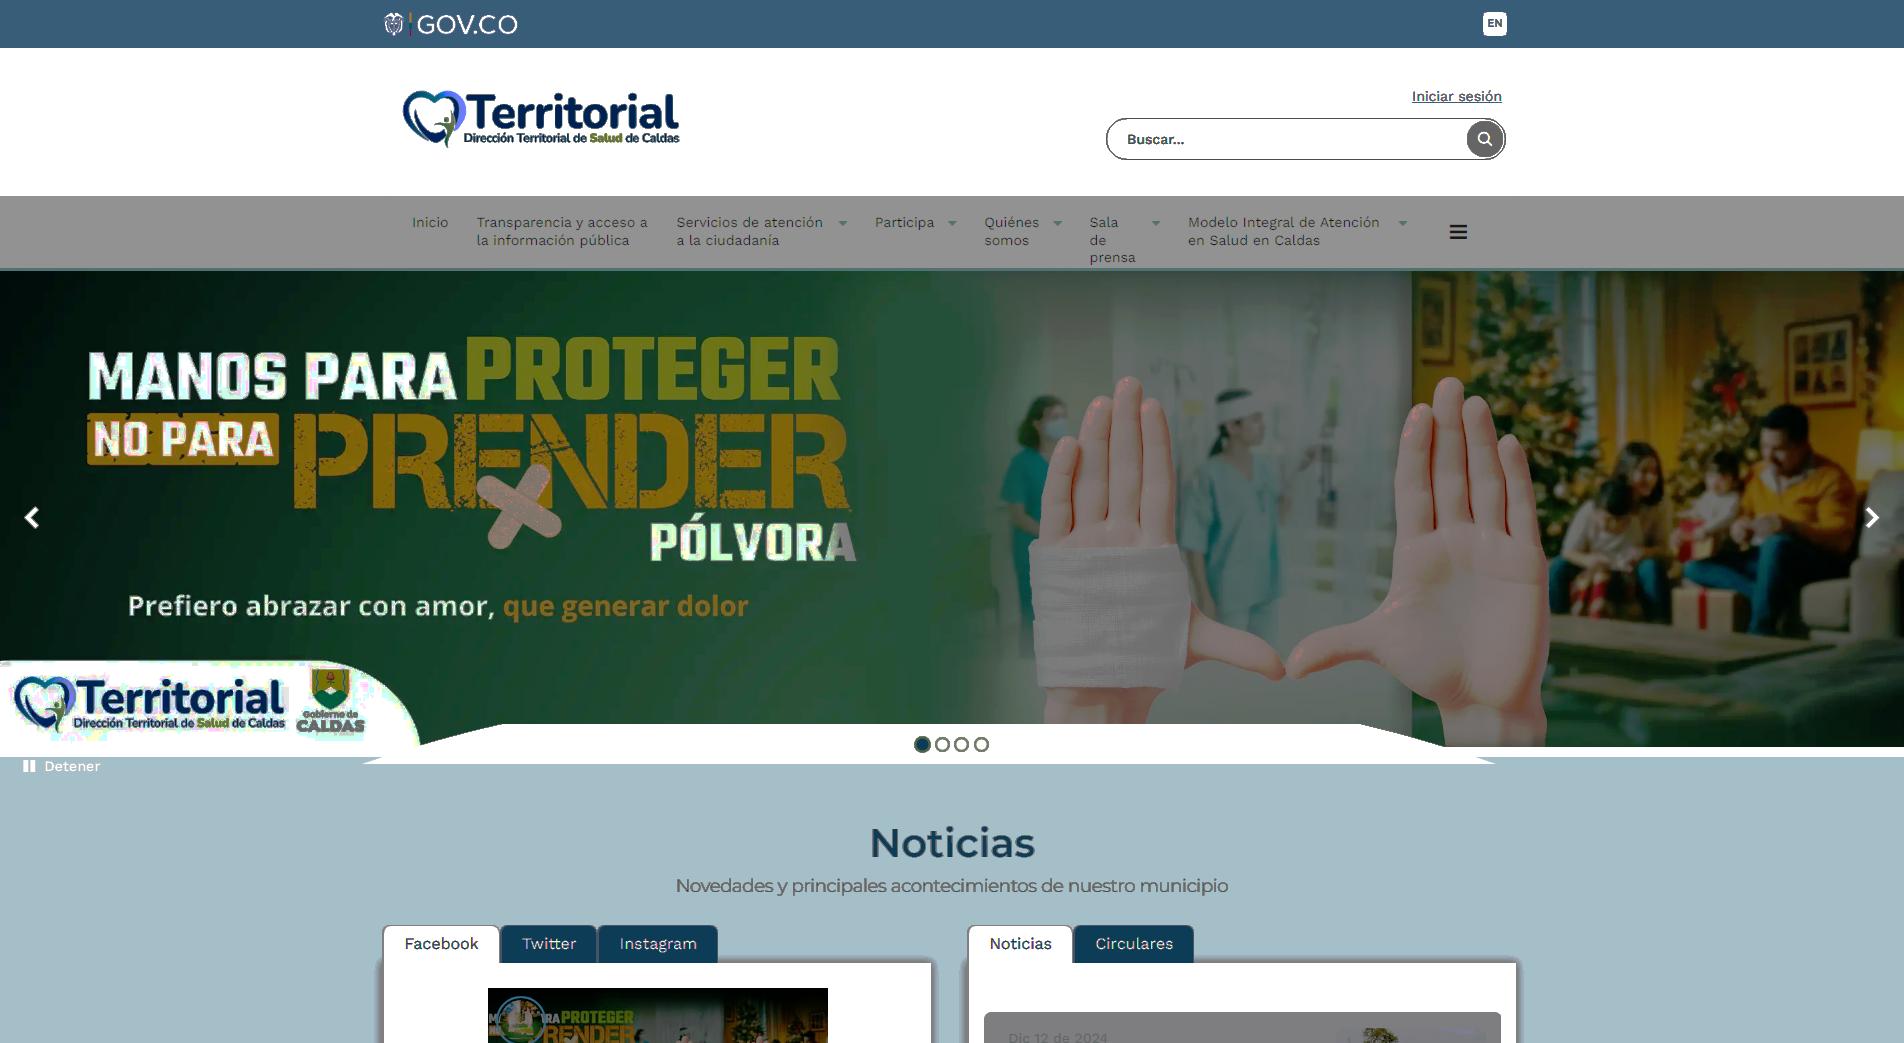 GOV.CO
EN
Territorial
Dirección Territorial de Salud de Caldas
Iniciar sesión
Buscar...
Inicio
Transparencia y acceso a
la información pública
Servicios de atención
a la ciudadanía
Participa
Quiénes
somos
Sala
de
prensa
Modelo Integral de Atención
en Salud en Caldas
MANOS PARA PROTEGER
NO PARA PRENDER
PÓLVORA
Prefiero abrazar con amor, que generar dolor
Territorial
Dirección Territorial de Salud de Caldas
Gobierno de
CALDAS
Detener
Noticias
Novedades y principales acontecimientos de nuestro municipio
Facebook
Twitter
Instagram
Noticias
Circulares
PROTEGER
RENDER
Dic 12 de 2024